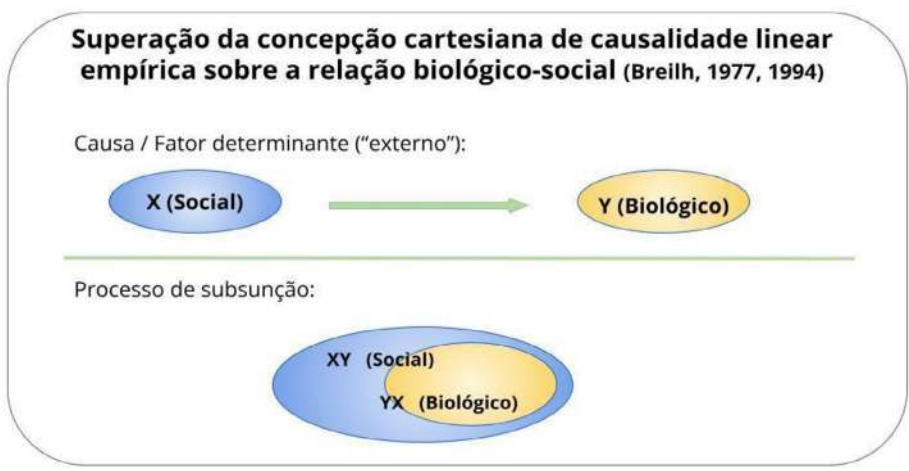 Superação da concepção cartesiana de causalidade linear
empírica sobre a relação biológico-social (Breilh, 1977, 1994)
Causa / Fator determinante (“externo”):
X (Social)
Y (Biológico)
Processo de subsunção:
XY (Social)
YX (Biológico)